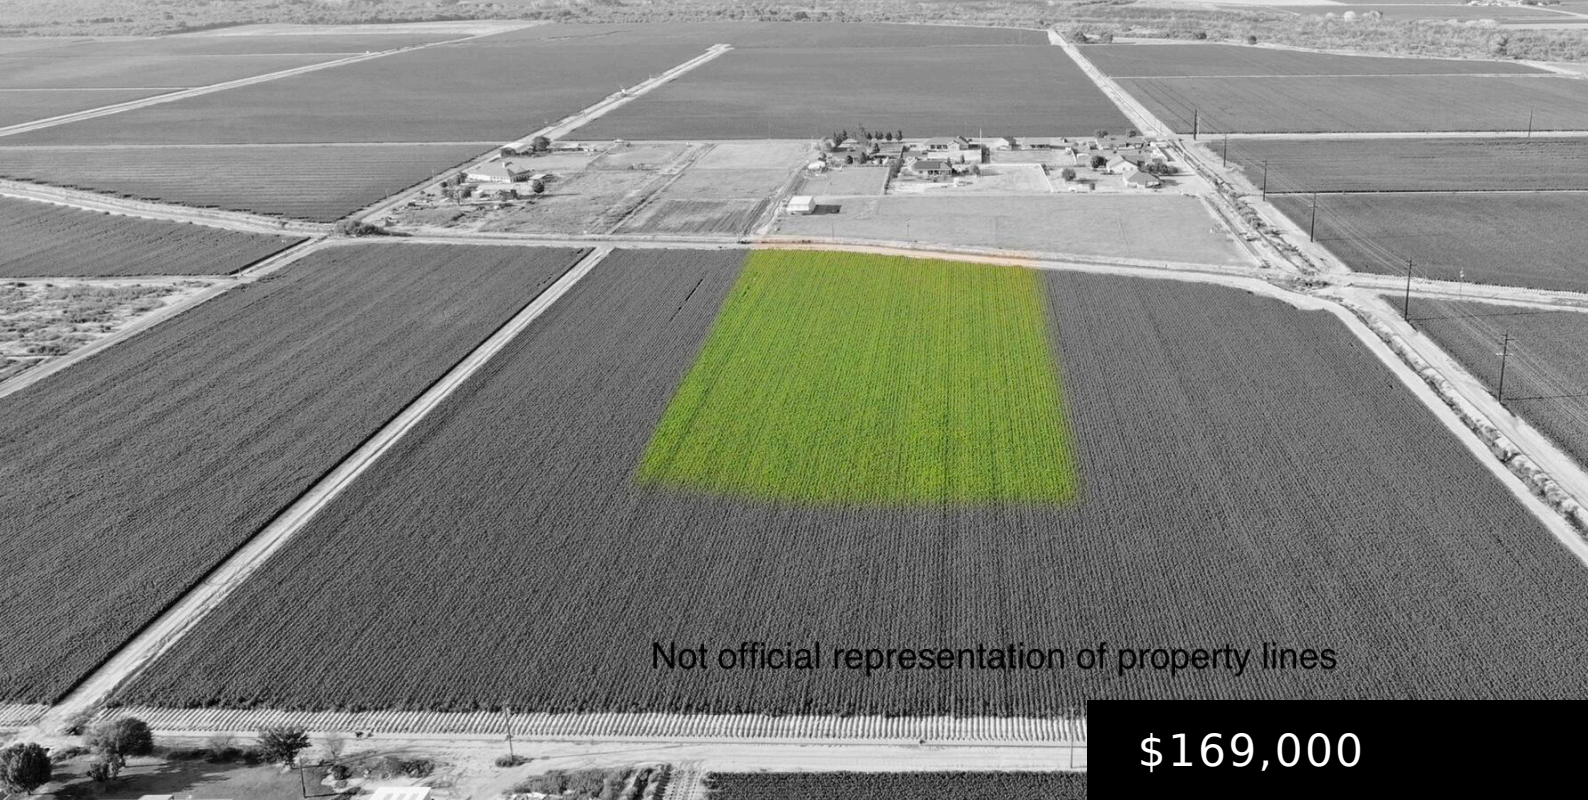 Not official representation of property lines
$169,000